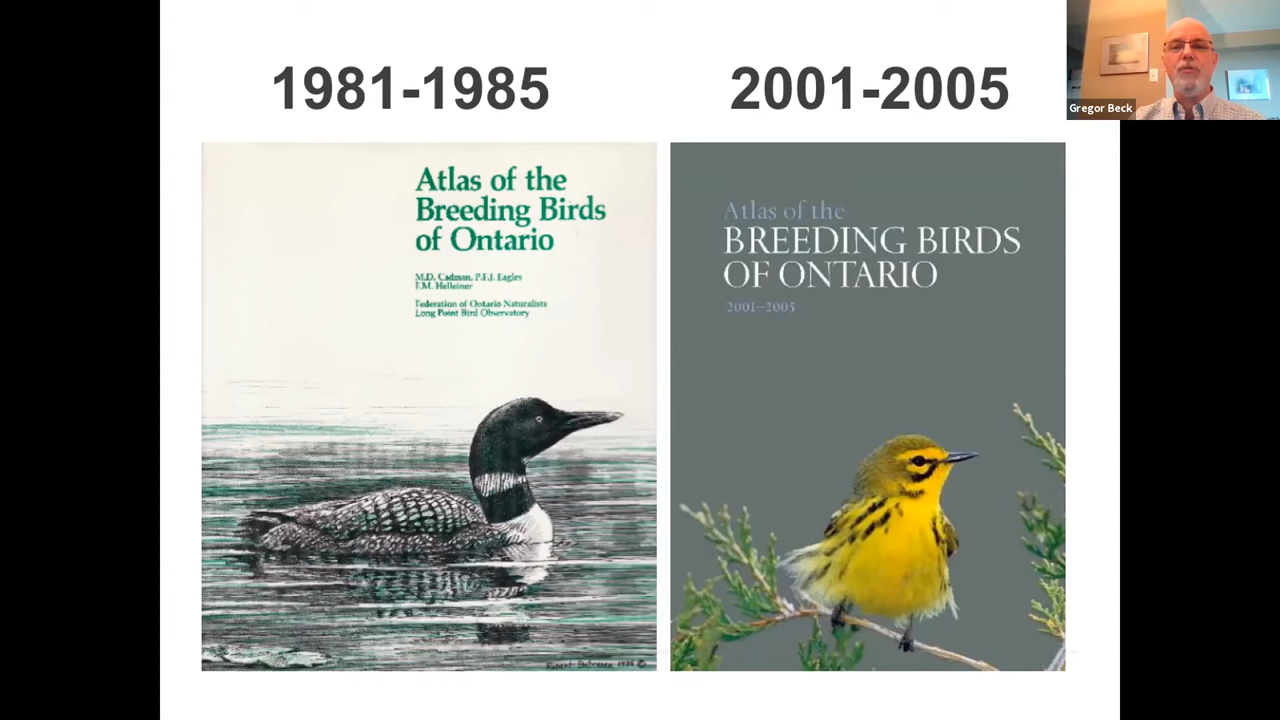 1981-1985
2001-2005
Gregor Beck
Atlas of the
Breeding Birds
of Ontario
M.D. Cadman, P.F.J. Eagles
F.M. Helleiner
Federation of Ontario Naturalists
Long Point Bird Observatory
Atlas of the
BREEDING BIRDS
OF ONTARIO
2001–2005